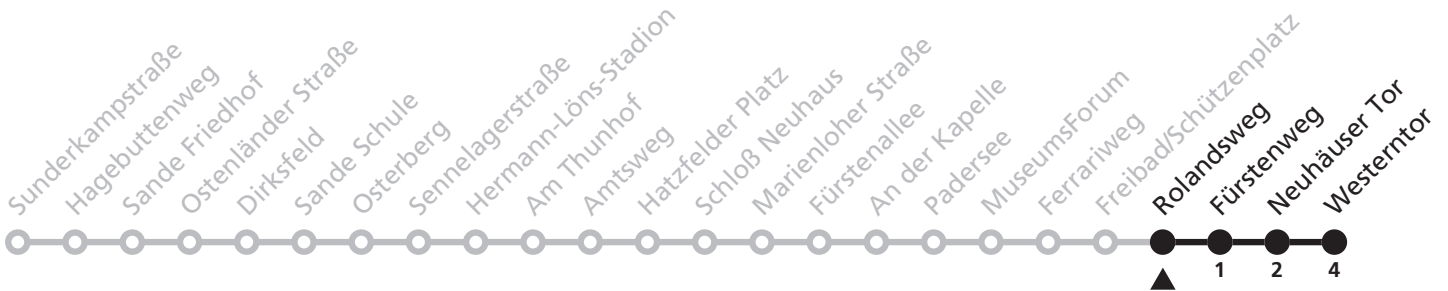 Sunderkampstraße
Hagebuttenweg
Sande Friedhof
Ostenländer Straße
Dirksfeld
Sande Schule
Osterberg
Sennelagerstraße
Hermann-Löns-Stadion
Am Thunhof
Amtsweg
Hatzfelder Platz
Schloß Neuhaus
Marienloher Straße
Fürstenallee
An der Kapelle
Padersee
MuseumsForum
Ferrariweg
Freibad/Schützenplatz
Rolandsweg
Fürstenweg
Neuhäuser Tor
Westerntor
1 2 4